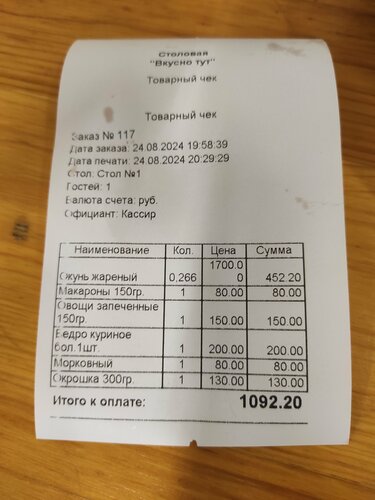 Столовая
"Вкусно тут"
Товарный чек
Товарный чек
Заказ № 117
Дата заказа: 24.08.2024 19:58:39
Дата печати: 24.08.2024 20:29:29
Стол: Стол №1
Гостей: 1
Валюта счета: руб.
Официант: Кассир
Наименование Кол. Цена Сумма
1700.0
Окунь жареный 0.266 0 452.20
Макароны 150гр. 1 80.00 80.00
Овощи запеченные
150гр. 1 150.00 150.00
Бедро куриное
бол.1шт. 1 200.00 200.00
Морковный 1 80.00 80.00
Окрошка 300гр. 1 130.00 130.00
Итого к оплате: 1092.20